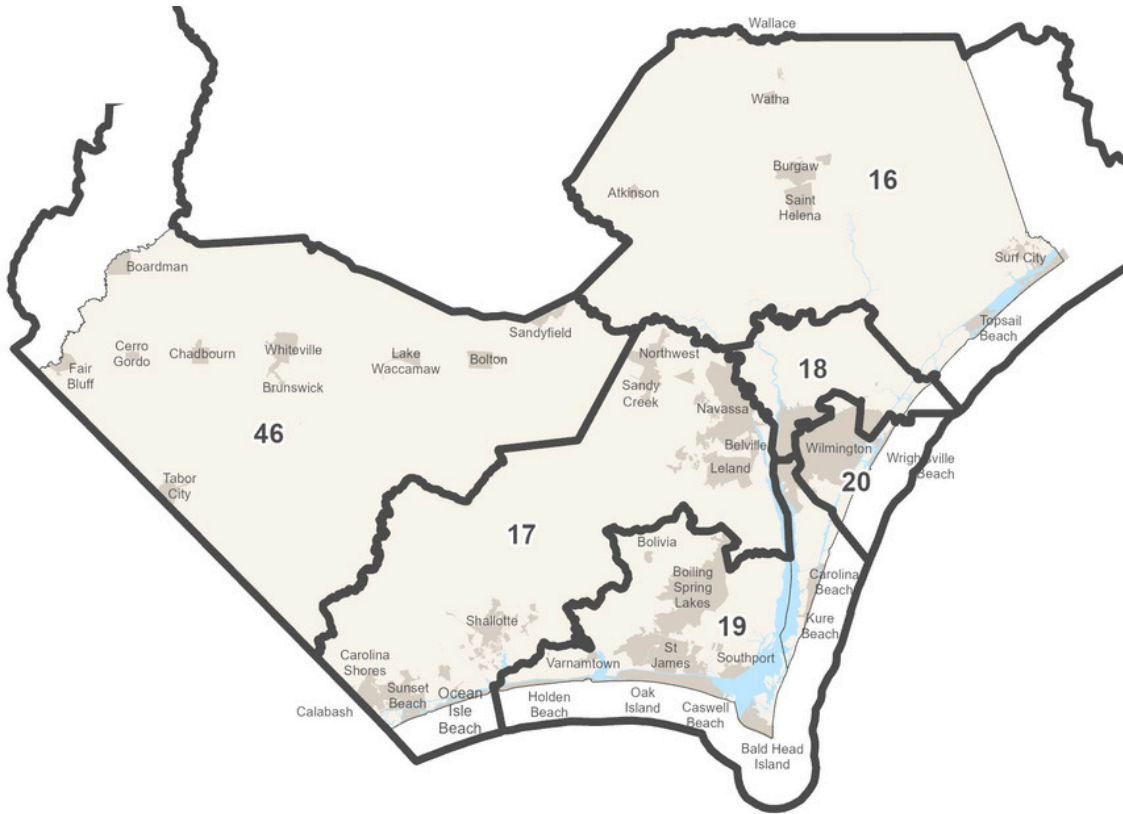 Wallace
Watha
Burgaw
16
Atkinson
Saint
Helena
Surf City
Boardman
Topsail
Beach
Sandyfield
Cerro
Gordo
Chadbourn
Whiteville
Lake
Waccamaw
Bolton
Northwest
Fair
Bluff
Brunswick
Sandy
Creek
18
Navassa
46
Belville
Wilmington
Wrightsville
Beach
Leland
Tabor
City
20
17
Bolivia
Boiling
Spring
Lakes
Carolina
Beach
Shallotte
19
Kure
Beach
Carolina
Shores
Varnamtown
St
James
Southport
Sunset
Beach
Ocean
Isle
Beach
Calabash
Holden
Beach
Oak
Island
Caswell
Beach
Bald Head
Island